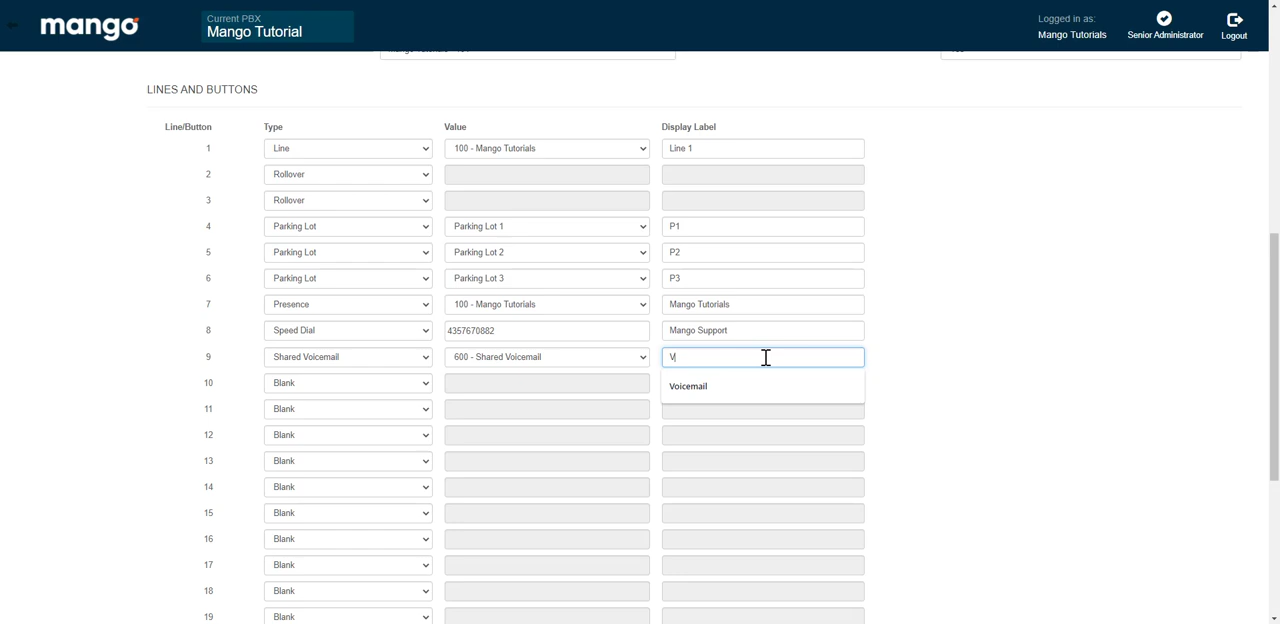 mango
Current PBX
Mango Tutorial
Logged in as:
Mango Tutorials
Senior Administrator
Logout
LINES AND BUTTONS
Line/Button Type Value Display Label
1 Line 100 - Mango Tutorials Line 1
2 Rollover
3 Rollover
4 Parking Lot Parking Lot 1 P1
5 Parking Lot Parking Lot 2 P2
6 Parking Lot Parking Lot 3 P3
7 Presence 100 - Mango Tutorials Mango Tutorials
8 Speed Dial 4357670882 Mango Support
9 Shared Voicemail 600 - Shared Voicemail V
10 Blank Voicemail
11 Blank
12 Blank
13 Blank
14 Blank
15 Blank
16 Blank
17 Blank
18 Blank
19 Blank